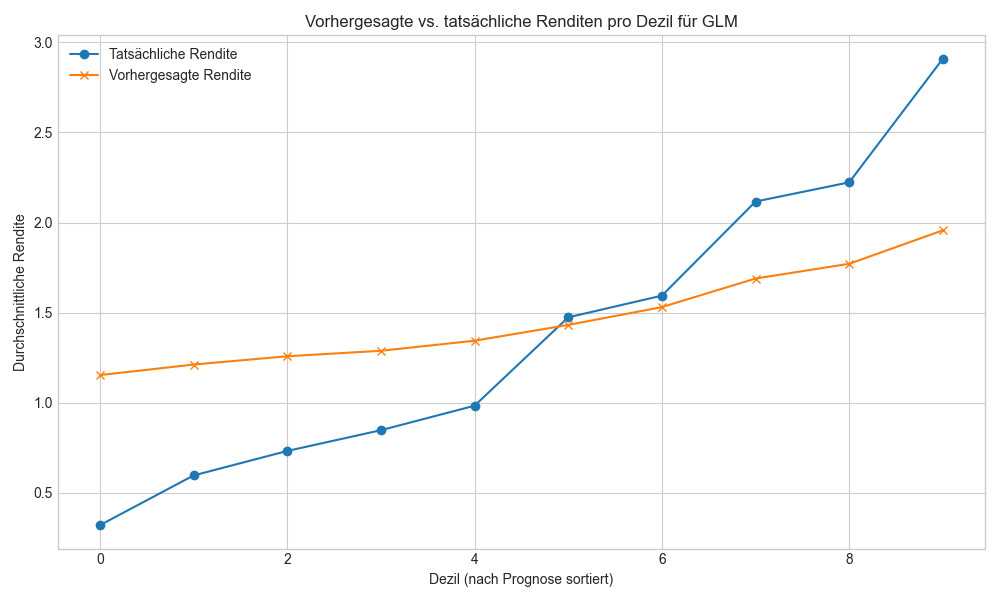 Vorhergesagte vs. tatsächliche Renditen pro Dezil für GLM
Tatsächliche Rendite
Vorhergesagte Rendite
Durchschnittliche Rendite
3.0
2.5
2.0
1.5
1.0
0.5
0 2 4 6 8
Dezil (nach Prognose sortiert)